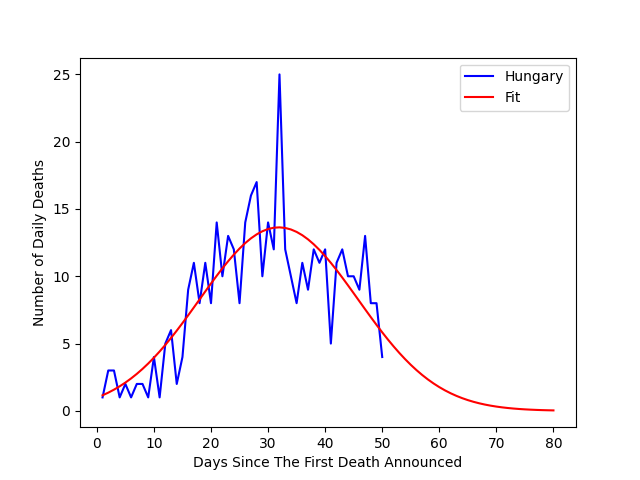 Hungary
Fit
Number of Daily Deaths
25
20
15
10
5
0
0 10 20 30 40 50 60 70 80
Days Since The First Death Announced